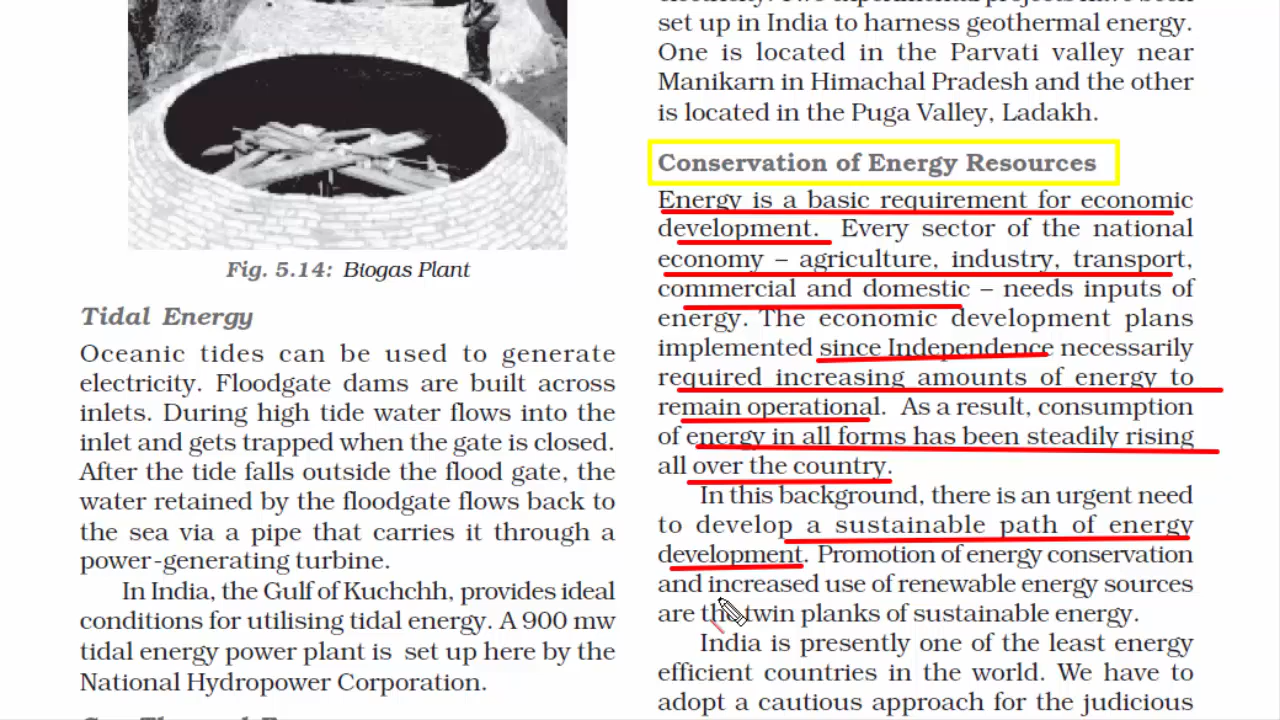 Fig. 5.14: Biogas Plant
Tidal Energy
Oceanic tides can be used to generate
electricity. Floodgate dams are built across
inlets. During high tide water flows into the
inlet and gets trapped when the gate is closed.
After the tide falls outside the flood gate, the
water retained by the floodgate flows back to
the sea via a pipe that carries it through a
power-generating turbine.
In India, the Gulf of Kuchchh, provides ideal
conditions for utilising tidal energy. A 900 mw
tidal energy power plant is set up here by the
National Hydropower Corporation.
set up in India to harness geothermal energy.
One is located in the Parvati valley near
Manikarn in Himachal Pradesh and the other
is located in the Puga Valley, Ladakh.
Conservation of Energy Resources
Energy is a basic requirement for economic
development. Every sector of the national
economy – agriculture, industry, transport,
commercial and domestic – needs inputs of
energy. The economic development plans
implemented since Independence necessarily
required increasing amounts of energy to
remain operational. As a result, consumption
of energy in all forms has been steadily rising
all over the country.
In this background, there is an urgent need
to develop a sustainable path of energy
development. Promotion of energy conservation
and increased use of renewable energy sources
are the twin planks of sustainable energy.
India is presently one of the least energy
efficient countries in the world. We have to
adopt a cautious approach for the judicious